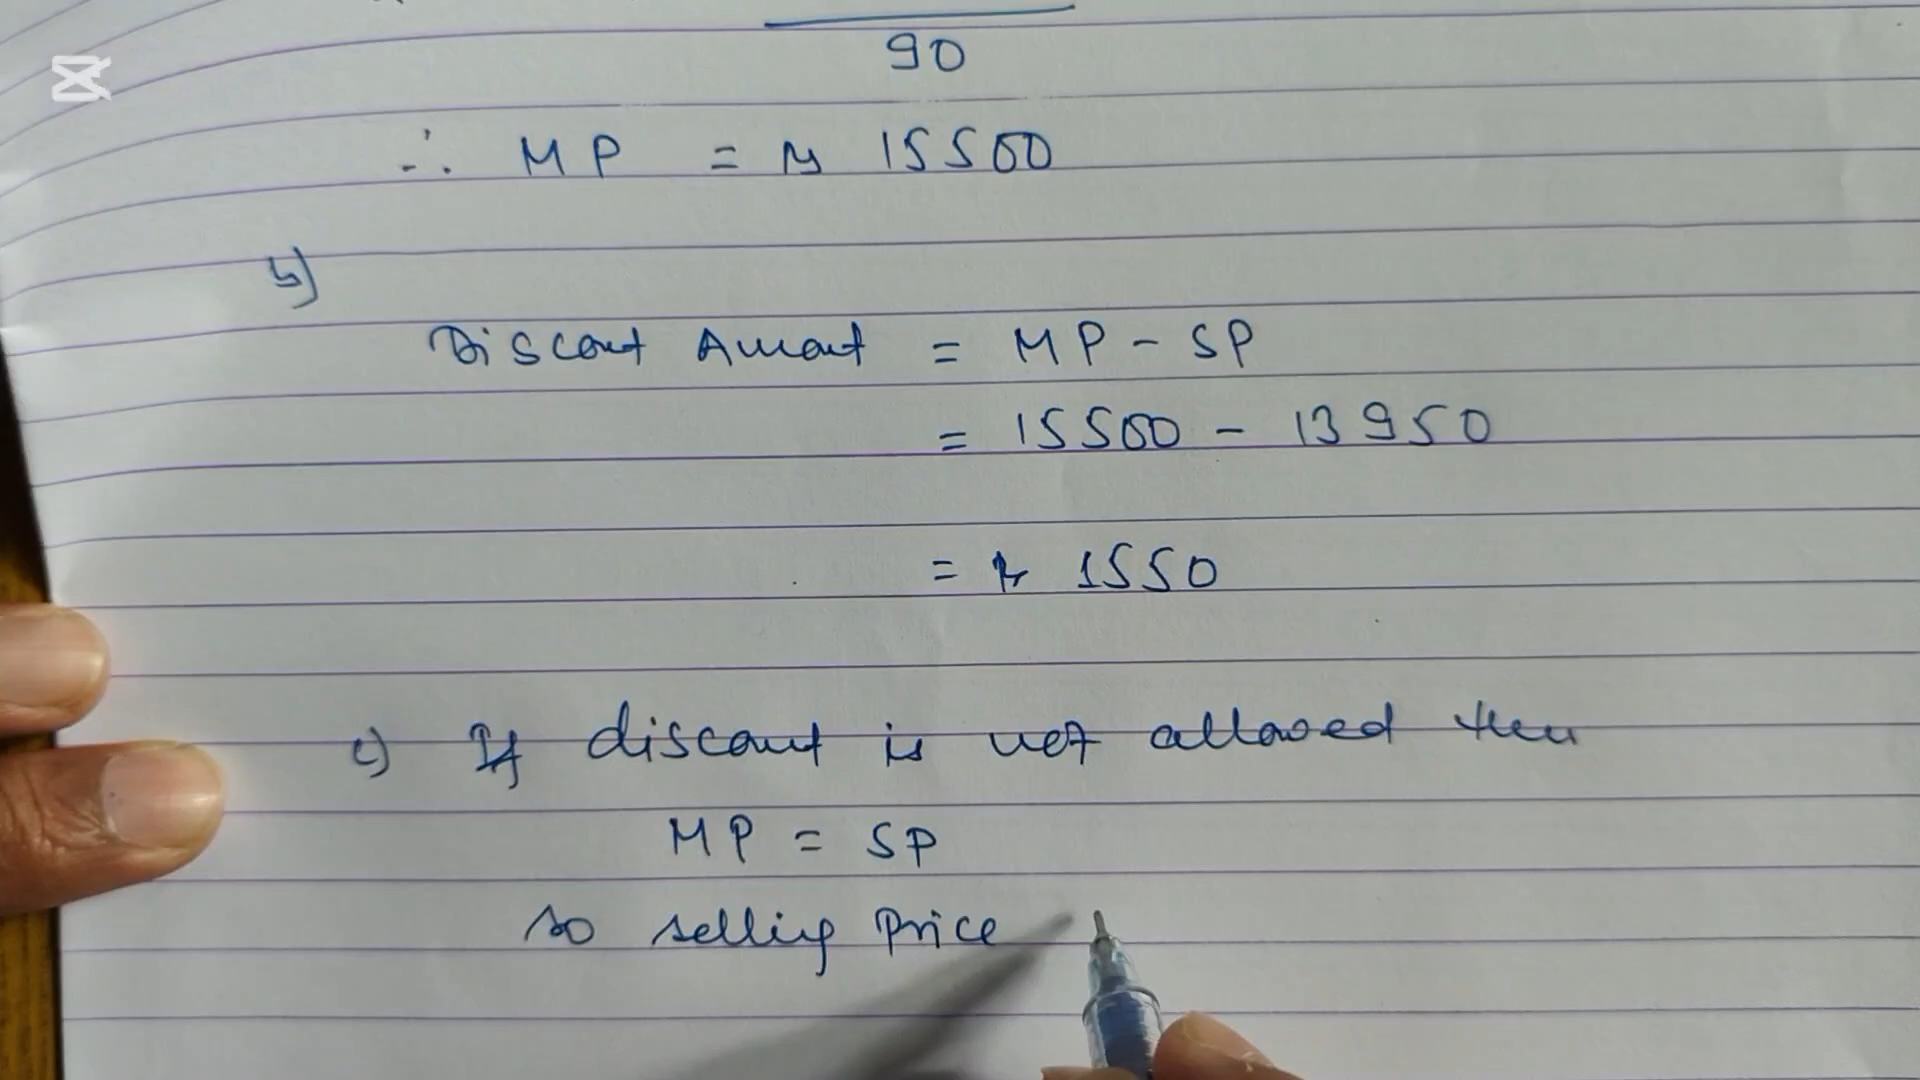 90
∴ MP = Rs 15500
b)
Discount Amount = MP - SP
= 15500 - 13950
= Rs 1550
c) If discount is not allowed then
MP = SP
so selling price